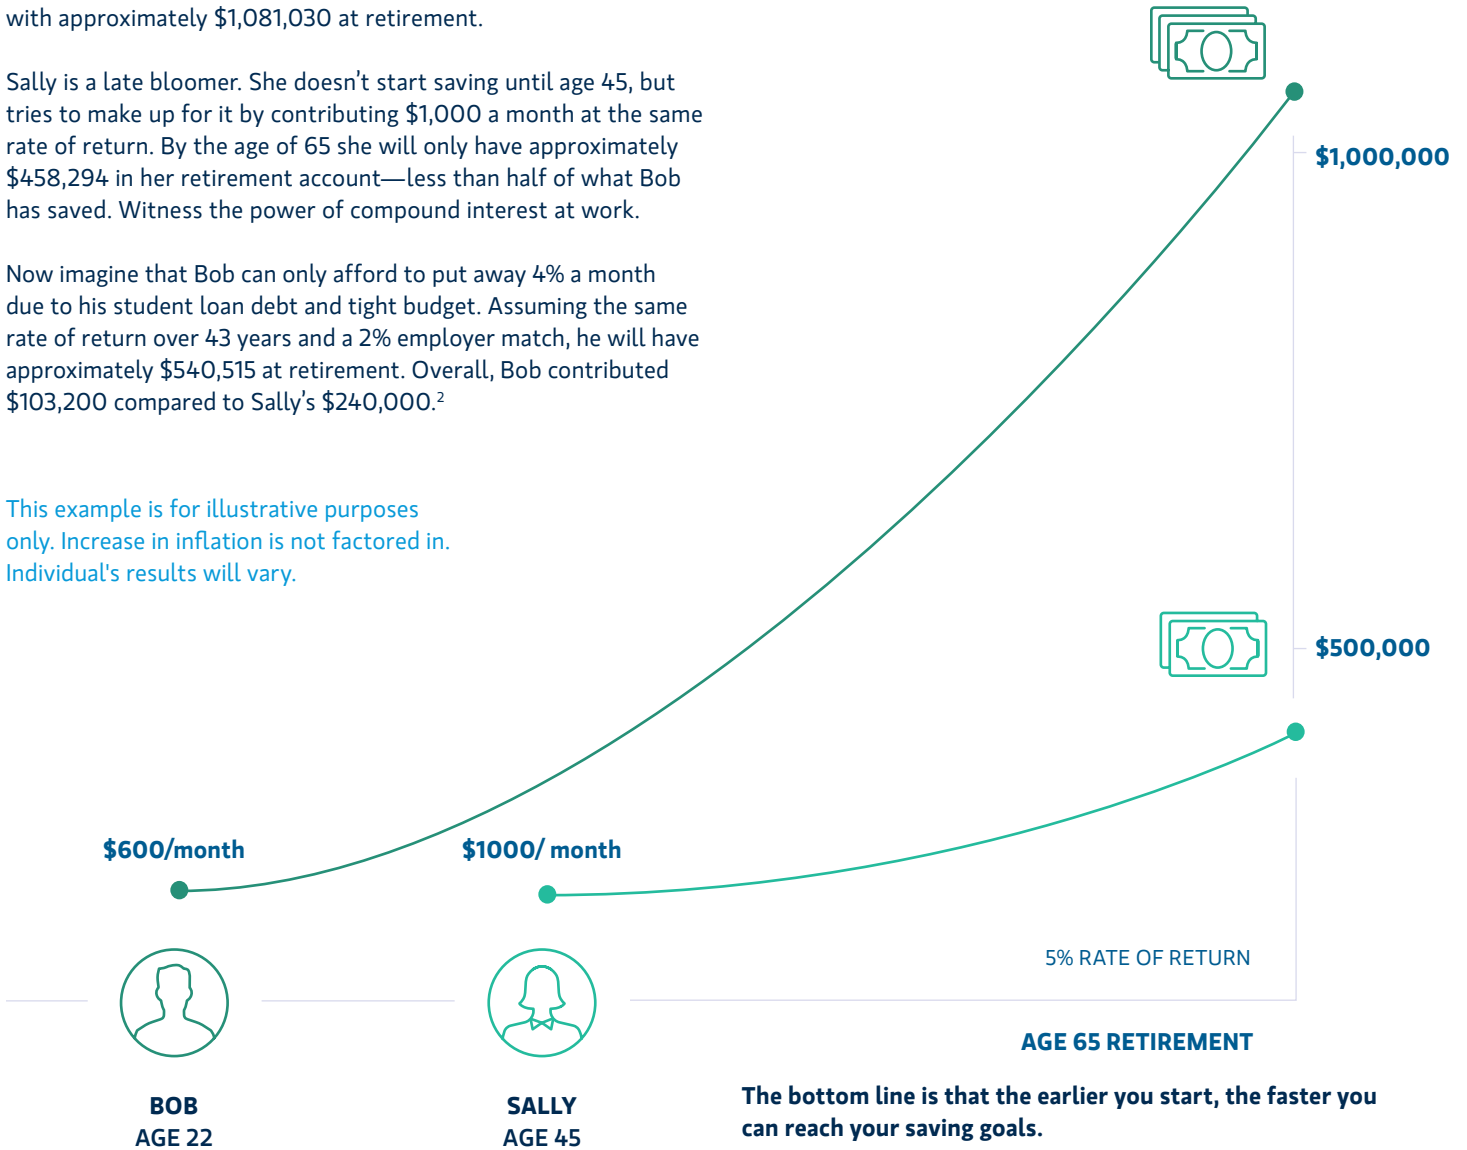 with approximately $1,081,030 at retirement.
Sally is a late bloomer. She doesn’t start saving until age 45, but
tries to make up for it by contributing $1,000 a month at the same
rate of return. By the age of 65 she will only have approximately
$458,294 in her retirement account—less than half of what Bob
has saved. Witness the power of compound interest at work.
Now imagine that Bob can only afford to put away 4% a month
due to his student loan debt and tight budget. Assuming the same
rate of return over 43 years and a 2% employer match, he will have
approximately $540,515 at retirement. Overall, Bob contributed
$103,200 compared to Sally’s $240,000.²
This example is for illustrative purposes
only. Increase in inflation is not factored in.
Individual's results will vary.
$1,000,000
$500,000
$600/month
$1000/ month
5% RATE OF RETURN
AGE 65 RETIREMENT
BOB
AGE 22
SALLY
AGE 45
The bottom line is that the earlier you start, the faster you
can reach your saving goals.